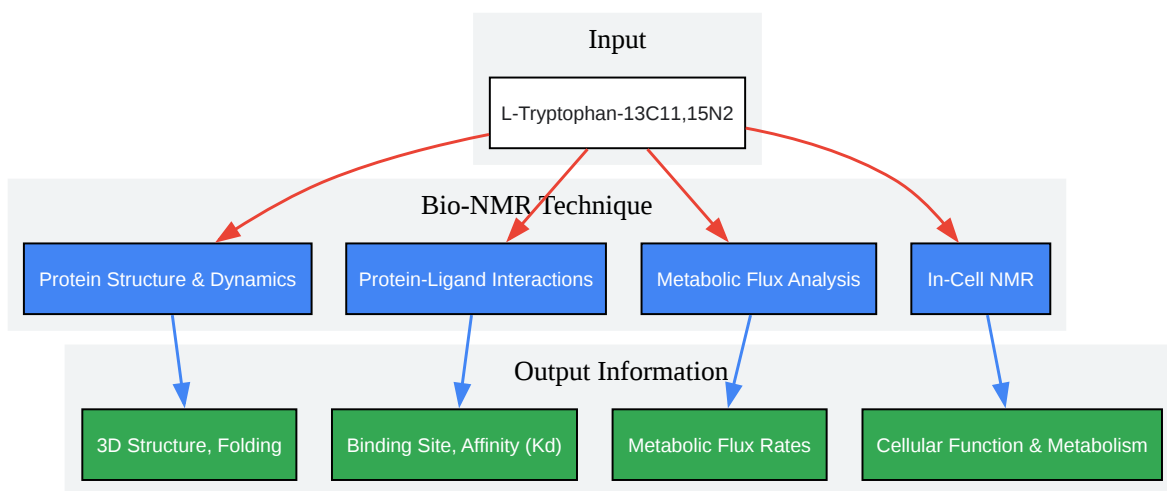 Input
L-Tryptophan-13C11,15N2
Bio-NMR Technique
Protein Structure & Dynamics
Protein-Ligand Interactions
Metabolic Flux Analysis
In-Cell NMR
Output Information
3D Structure, Folding
Binding Site, Affinity (Kd)
Metabolic Flux Rates
Cellular Function & Metabolism